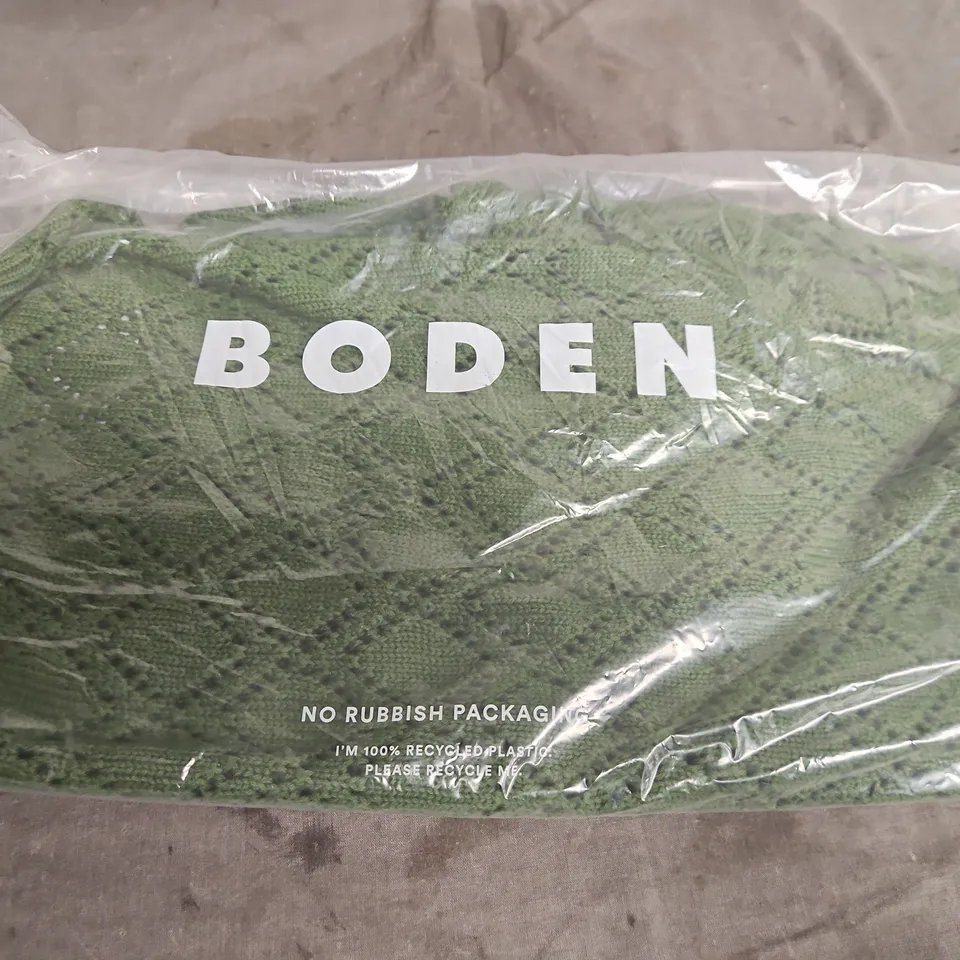 BODEN
NO RUBBISH PACKAGING
I'M 100% RECYCLED PLASTIC.
PLEASE RECYCLE ME.